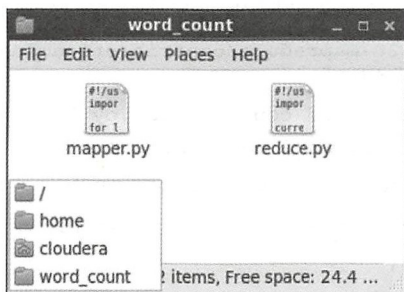 word_count
File Edit View Places Help
#!/us
impor
for l
mapper.py
#!/us
impor
curre
reduce.py
/
home
cloudera
word_count
items, Free space: 24.4 ...